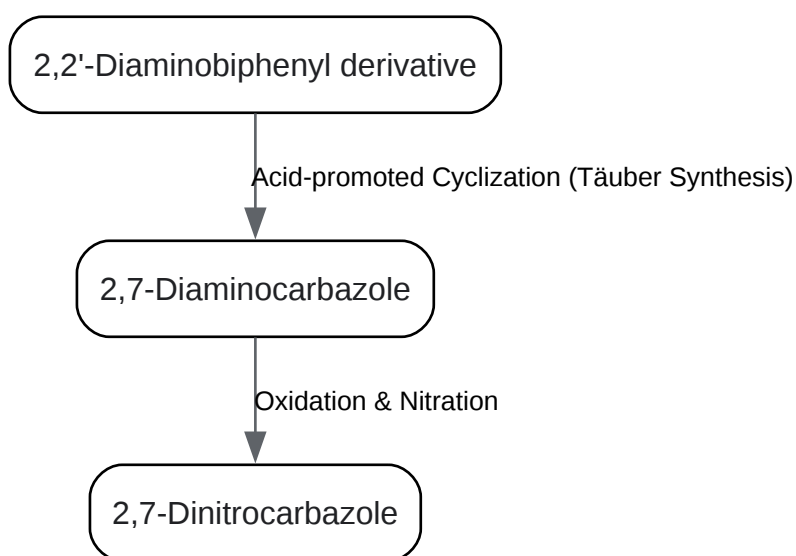 2,2'-Diaminobiphenyl derivative
Acid-promoted Cyclization (Täuber Synthesis)
2,7-Diaminocarbazole
Oxidation & Nitration
2,7-Dinitrocarbazole